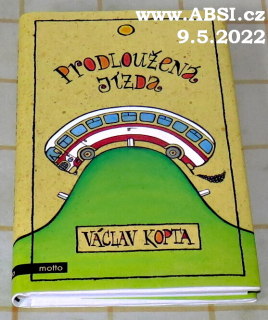 www.ABSI.cz
9.5.2022
PRODLOUŽENÁ
JÍZDA
VÁCLAV KOPTA
motto